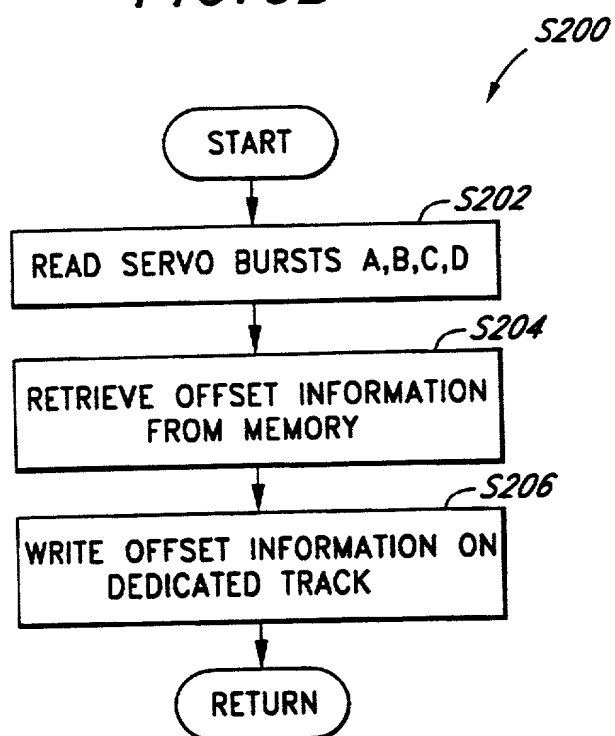 S200
START
S202
READ SERVO BURSTS A,B,C,D
S204
RETRIEVE OFFSET INFORMATION
FROM MEMORY
S206
WRITE OFFSET INFORMATION ON
DEDICATED TRACK
RETURN